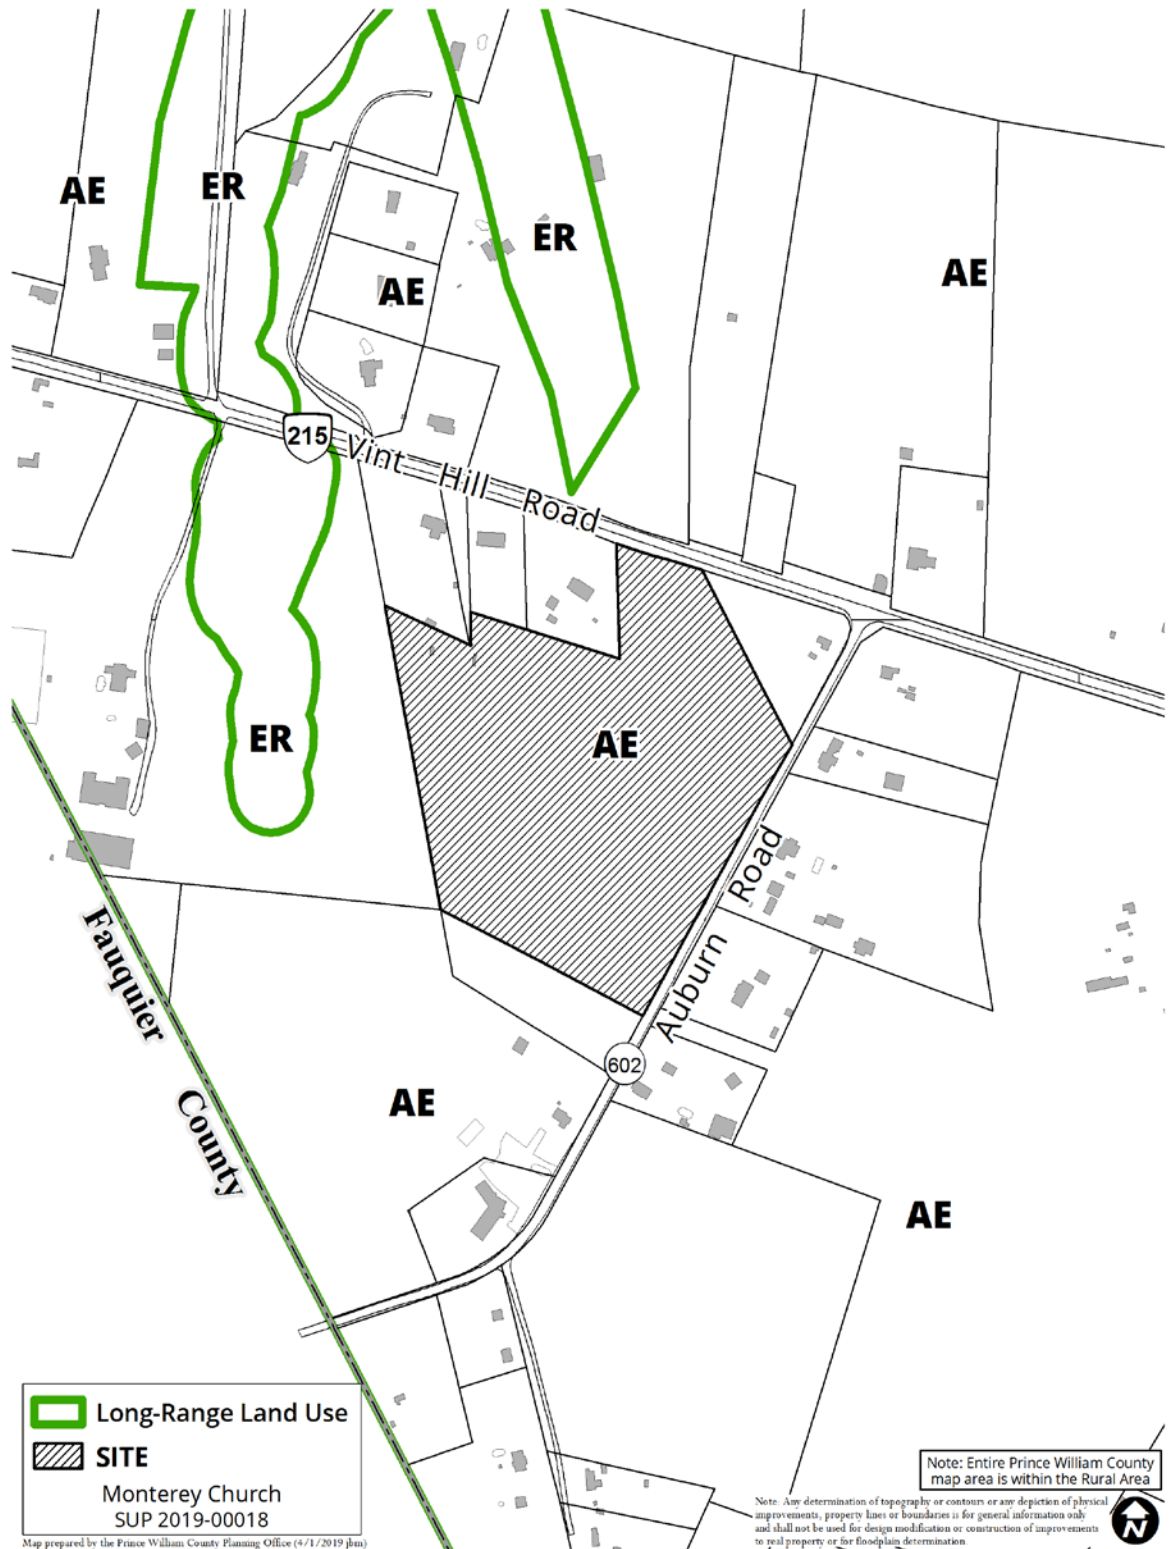 AE
ER
ER
AE
AE
215
Vint Hill Road
AE
ER
Auburn Road
602
Fauquier County
AE
AE
Long-Range Land Use
SITE
Monterey Church
SUP 2019-00018
Map prepared by the Prince William County Planning Office (4/1/2019 jbm)
Note: Entire Prince William County
map area is within the Rural Area
Note: Any determination of topography or contours or any depiction of physical
improvements, property lines or boundaries is for general information only
and shall not be used for design modification or construction of improvements
to real property or for floodplain determination.
N